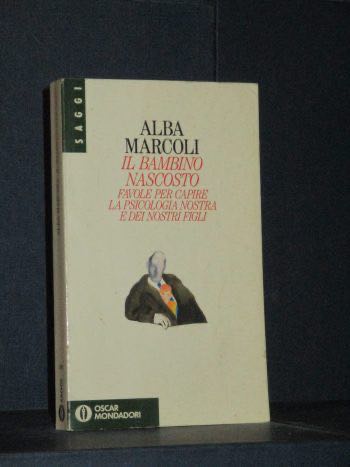 SAGGI
ALBA
MARCOLI
IL BAMBINO
NASCOSTO
FAVOLE PER CAPIRE
LA PSICOLOGIA NOSTRA
E DEI NOSTRI FIGLI
OSCAR
MONDADORI